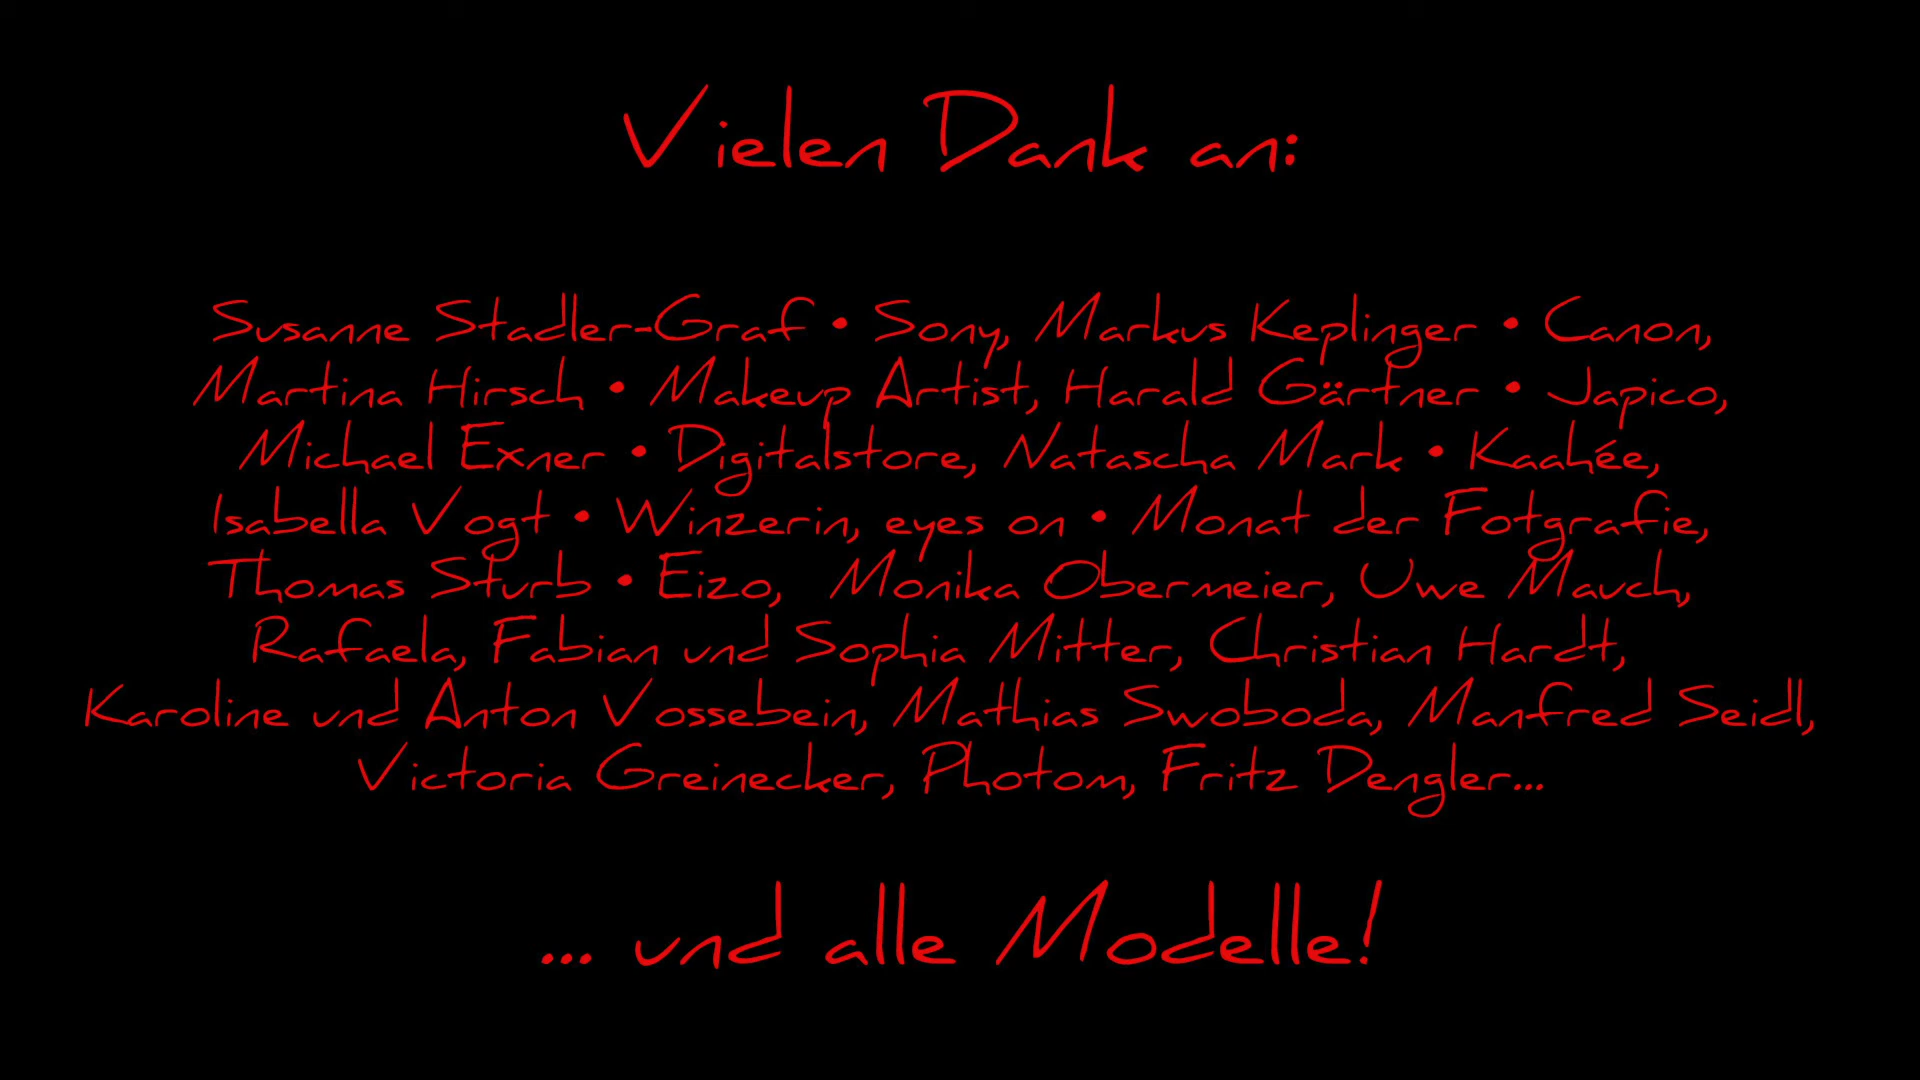 Vielen Dank an:
Susanne Stadler-Graf • Sony, Markus Keplinger • Canon,
Martina Hirsch • Makeup Artist, Harald Gärtner • Japico,
Michael Exner • Digitalstore, Natascha Mark • Kaahée,
Isabella Vogt • Winzerin, eyes on • Monat der Fotgrafie,
Thomas Sturb • Eizo, Monika Obermeier, Uwe Mauch,
Rafaela, Fabian und Sophia Mitter, Christian Hardt,
Karoline und Anton Vossebein, Mathias Swoboda, Manfred Seidl,
Victoria Greinecker, Photom, Fritz Dengler...
... und alle Modelle!